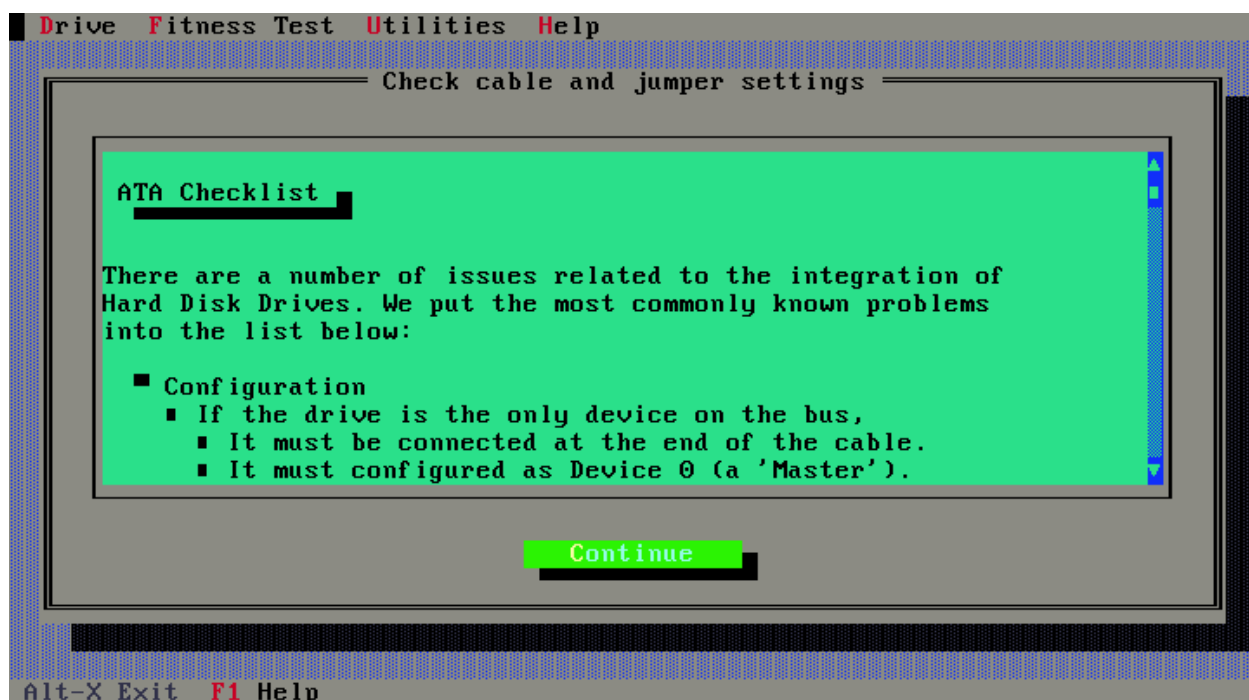 Drive Fitness Test Utilities Help
Check cable and jumper settings
ATA Checklist
There are a number of issues related to the integration of
Hard Disk Drives. We put the most commonly known problems
into the list below:
Configuration
If the drive is the only device on the bus,
It must be connected at the end of the cable.
It must configured as Device 0 (a 'Master').
Continue
Alt-X Exit F1 Help